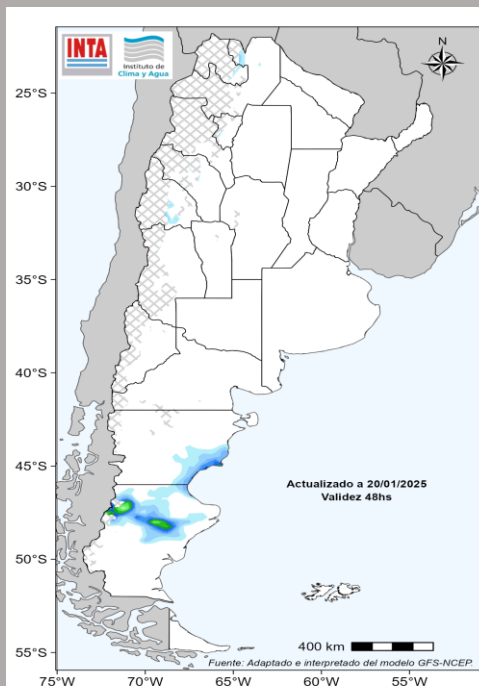 INTA
Instituto de
Clima y Agua
N
25°S
30°S
35°S
40°S
45°S
50°S
55°S
Actualizado a 20/01/2025
Validez 48hs
400 km
Fuente: Adaptado e interpretado del modelo GFS-NCEP.
75°W
70°W
65°W
60°W
55°W